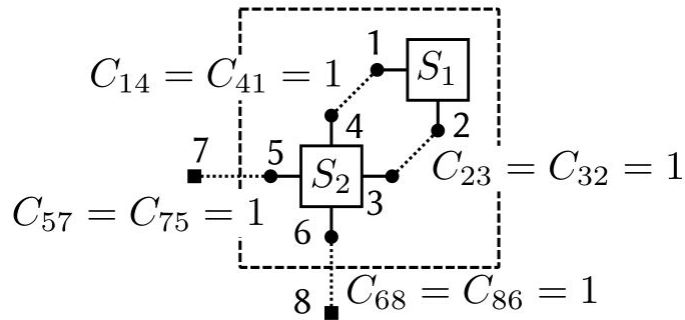 1
S₁
C₁₄ = C₄₁ = 1
4
2
7
5
S₂
3
C₂₃ = C₃₂ = 1
C₅₇ = C₇₅ = 1
6
8
C₆₈ = C₈₆ = 1